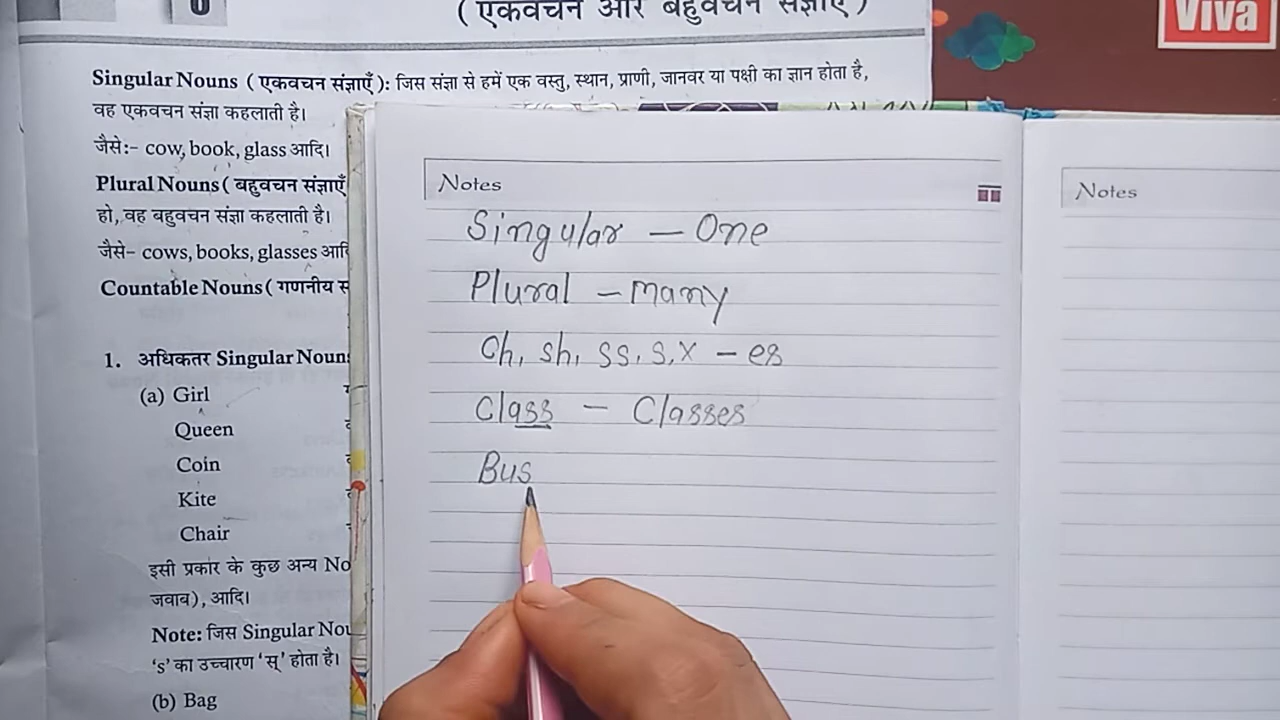 (एकवचन और बहुवचन संज्ञाएँ)
Viva
Singular Nouns (एकवचन संज्ञाएँ): जिस संज्ञा से हमें एक वस्तु, स्थान, प्राणी, जानवर या पक्षी का ज्ञान होता है,
वह एकवचन संज्ञा कहलाती है।
जैसे:- cow, book, glass आदि।
Plural Nouns (बहुवचन संज्ञाएँ
हो, वह बहुवचन संज्ञा कहलाती है।
जैसे- cows, books, glasses
Countable Nouns (गणनीय
1. अधिकतर Singular Noun
(a) Girl
Queen
Coin
Kite
Chair
इसी प्रकार के कुछ अन्य No
जवाब), आदि।
Note: जिस Singular Nou
's' का उच्चारण 'स्' होता है।
(b) Bag
Notes
Singular – One
Plural – Many
Ch, sh, ss, s, x – es
Class – Classes
Bus
Notes